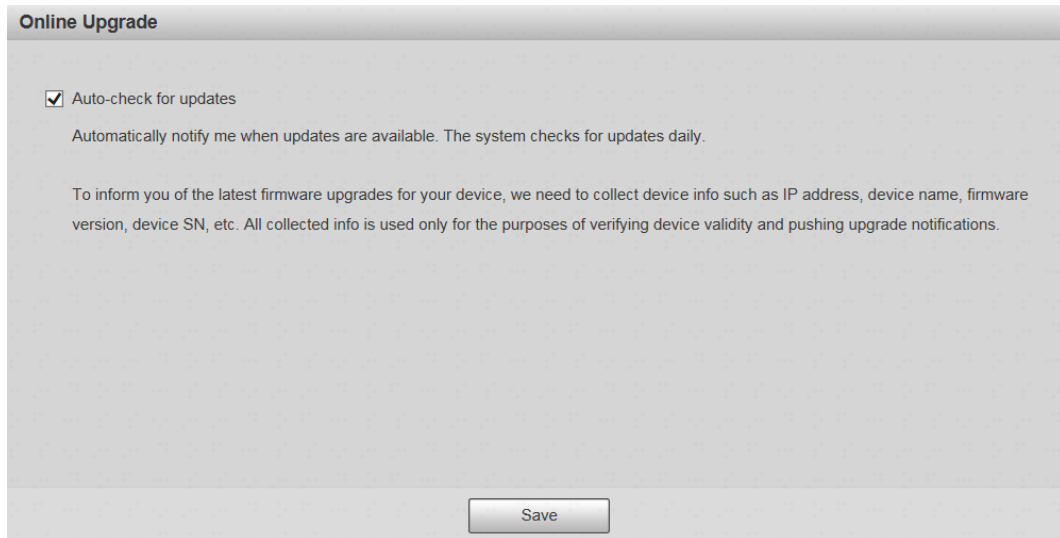 Online Upgrade
Auto-check for updates
Automatically notify me when updates are available. The system checks for updates daily.
To inform you of the latest firmware upgrades for your device, we need to collect device info such as IP address, device name, firmware
version, device SN, etc. All collected info is used only for the purposes of verifying device validity and pushing upgrade notifications.
Save